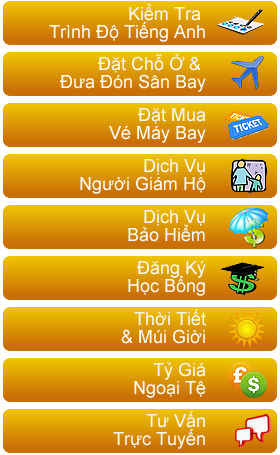 Kiểm Tra
Trình Độ Tiếng Anh
Đặt Chỗ Ở &
Đưa Đón Sân Bay
Đặt Mua
Vé Máy Bay
TICKET
Dịch Vụ
Người Giám Hộ
Dịch Vụ
Bảo Hiểm
Đăng Ký
Học Bổng
Thời Tiết
& Múi Giờ
Tỷ Giá
Ngoại Tệ
Tư Vấn
Trực Tuyến